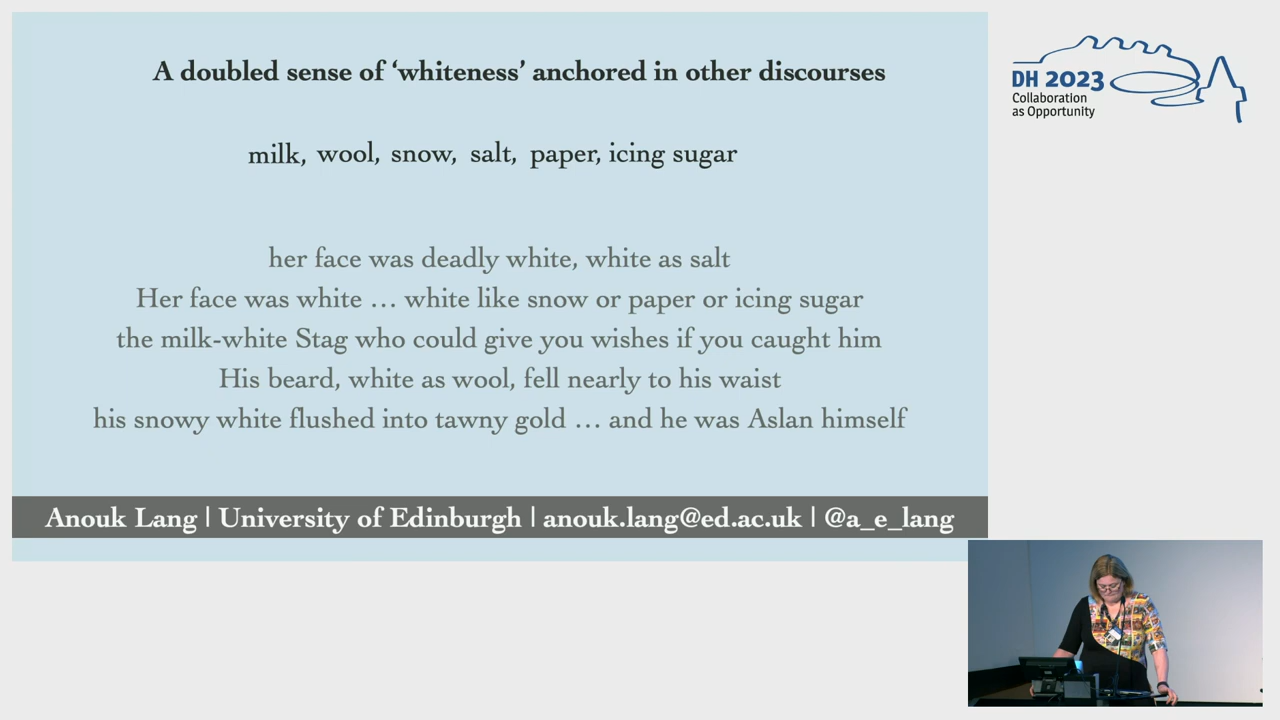 A doubled sense of ‘whiteness’ anchored in other discourses
milk, wool, snow, salt, paper, icing sugar
her face was deadly white, white as salt
Her face was white … white like snow or paper or icing sugar
the milk-white Stag who could give you wishes if you caught him
His beard, white as wool, fell nearly to his waist
his snowy white flushed into tawny gold … and he was Aslan himself
Anouk Lang | University of Edinburgh | anouk.lang@ed.ac.uk | @a_e_lang
DH 2023
Collaboration
as Opportunity